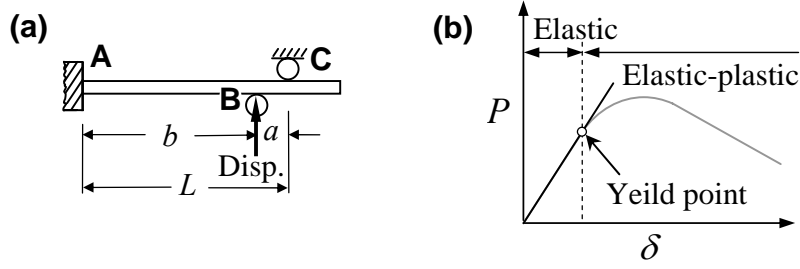 (a)
A
C
B
b
a
Disp.
L
(b)
Elastic
Elastic-plastic
P
Yeild point
δ